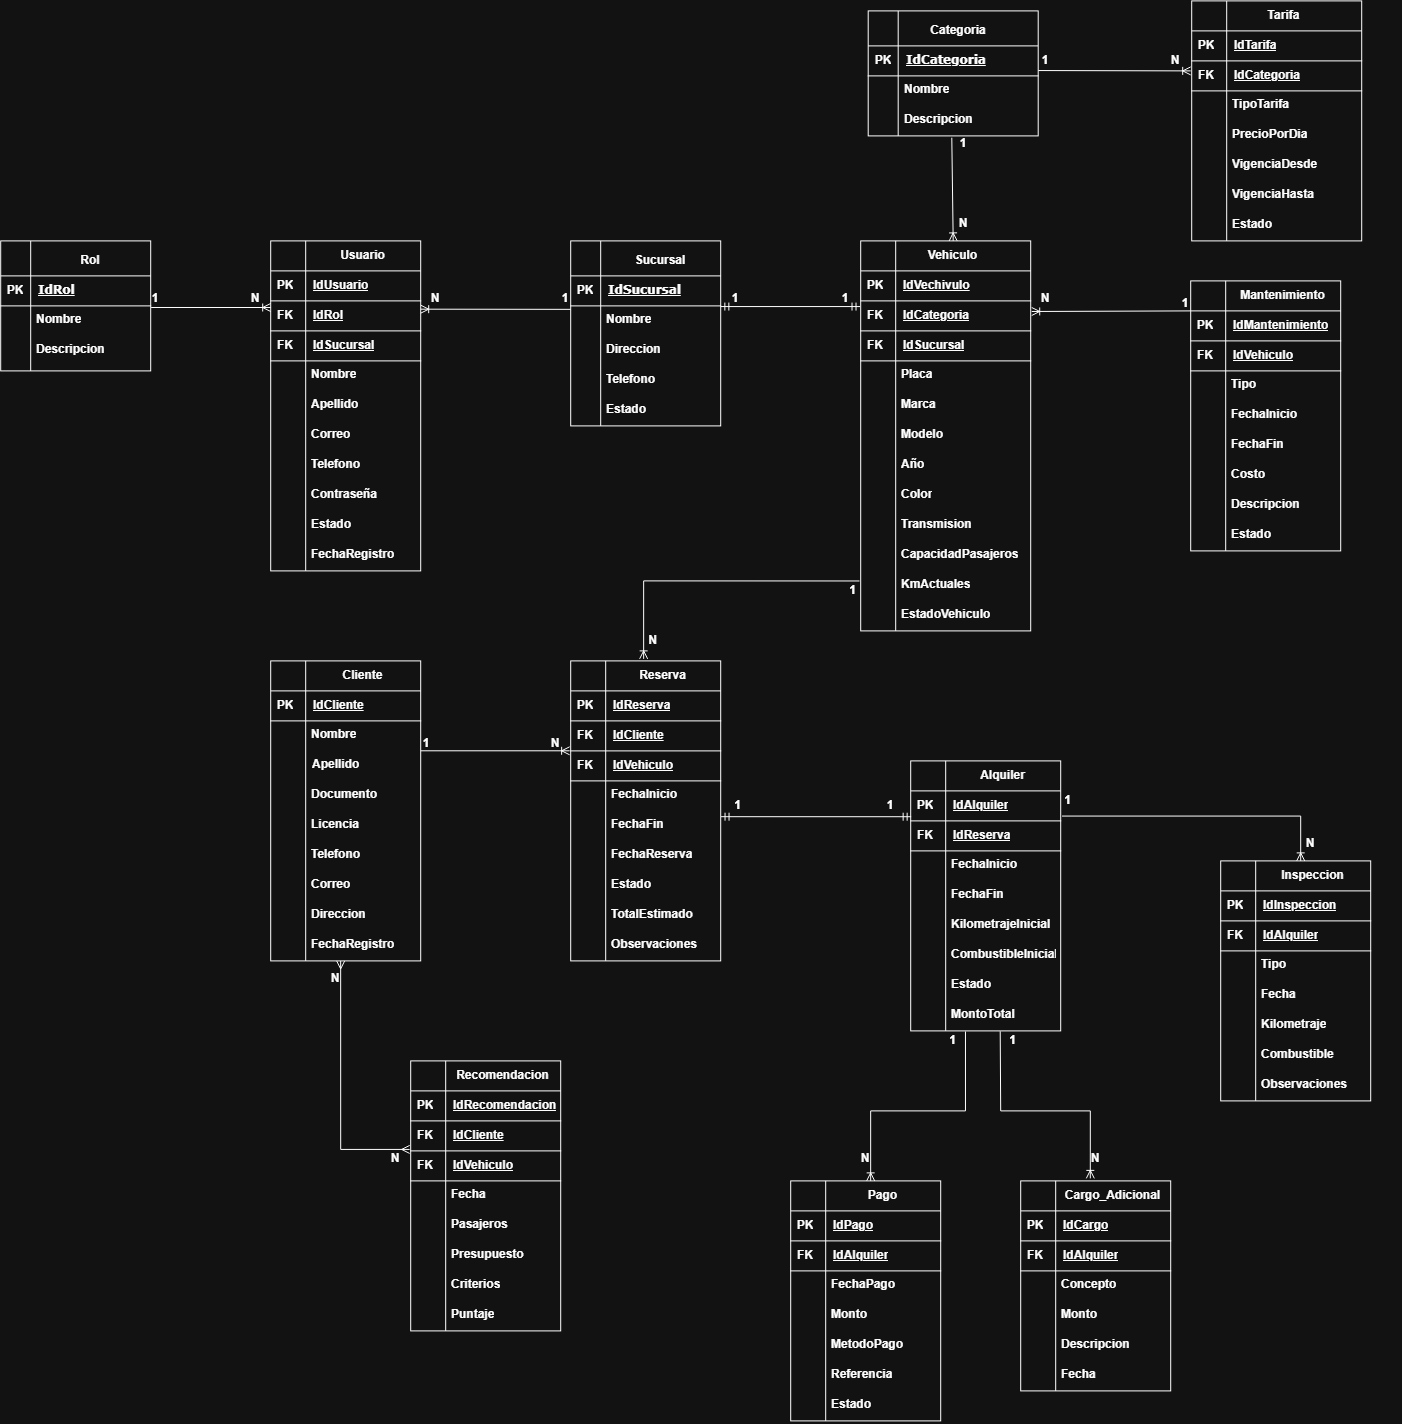 Categoria
PK IdCategoria
Nombre
Descripcion
1
N
1
N
Tarifa
PK IdTarifa
FK IdCategoria
TipoTarifa
PrecioPorDia
VigenciaDesde
VigenciaHasta
Estado
Rol
PK IdRol
Nombre
Descripcion
1
N
Usuario
PK IdUsuario
FK IdRol
FK IdSucursal
Nombre
Apellido
Correo
Telefono
Contraseña
Estado
FechaRegistro
N
1
Sucursal
PK IdSucursal
Nombre
Direccion
Telefono
Estado
1
1
Vehiculo
PK IdVechivulo
FK IdCategoria
FK IdSucursal
Placa
Marca
Modelo
Año
Color
Transmision
CapacidadPasajeros
KmActuales
EstadoVehiculo
N
1
Mantenimiento
PK IdMantenimiento
FK IdVehiculo
Tipo
FechaInicio
FechaFin
Costo
Descripcion
Estado
1
N
Cliente
PK IdCliente
Nombre
Apellido
Documento
Licencia
Telefono
Correo
Direccion
FechaRegistro
1
N
Reserva
PK IdReserva
FK IdCliente
FK IdVehiculo
FechaInicio
FechaFin
FechaReserva
Estado
TotalEstimado
Observaciones
1
1
Alquiler
PK IdAlquiler
FK IdReserva
FechaInicio
FechaFin
KilometrajeInicial
CombustibleInicial
Estado
MontoTotal
1
N
Inspeccion
PK IdInspeccion
FK IdAlquiler
Tipo
Fecha
Kilometraje
Combustible
Observaciones
N
N
Recomendacion
PK IdRecomendacion
FK IdCliente
FK IdVehiculo
Fecha
Pasajeros
Presupuesto
Criterios
Puntaje
1
1
N
N
Pago
PK IdPago
FK IdAlquiler
FechaPago
Monto
MetodoPago
Referencia
Estado
Cargo_Adicional
PK IdCargo
FK IdAlquiler
Concepto
Monto
Descripcion
Fecha